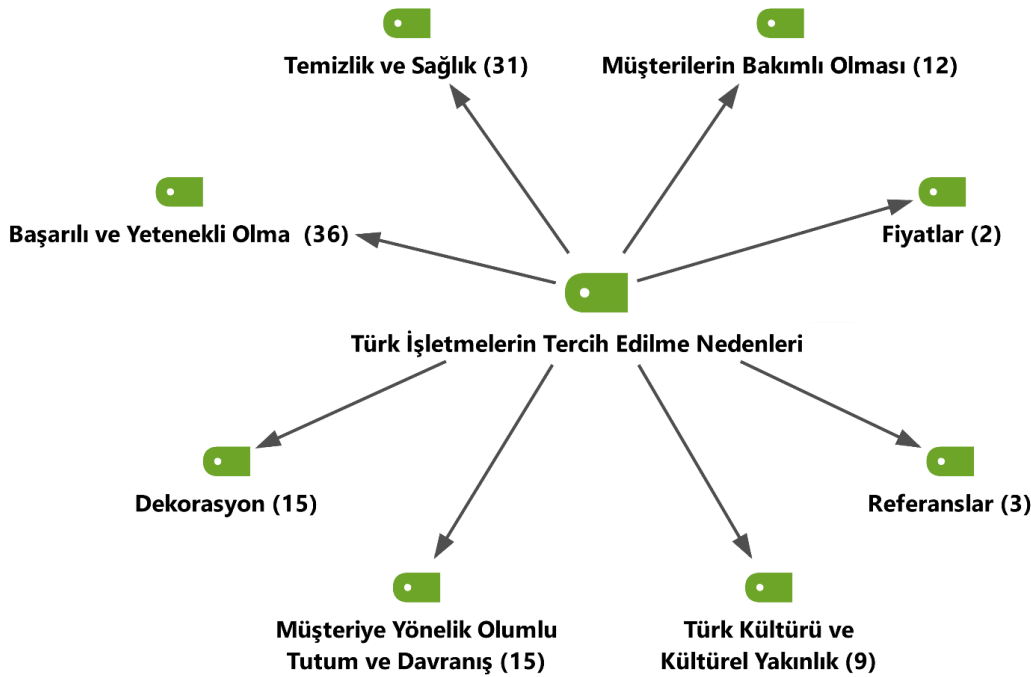 Temizlik ve Sağlık (31)
Müşterilerin Bakımlı Olması (12)
Başarılı ve Yetenekli Olma (36)
Fiyatlar (2)
Türk İşletmelerin Tercih Edilme Nedenleri
Dekorasyon (15)
Referanslar (3)
Müşteriye Yönelik Olumlu
Tutum ve Davranış (15)
Türk Kültürü ve
Kültürel Yakınlık (9)